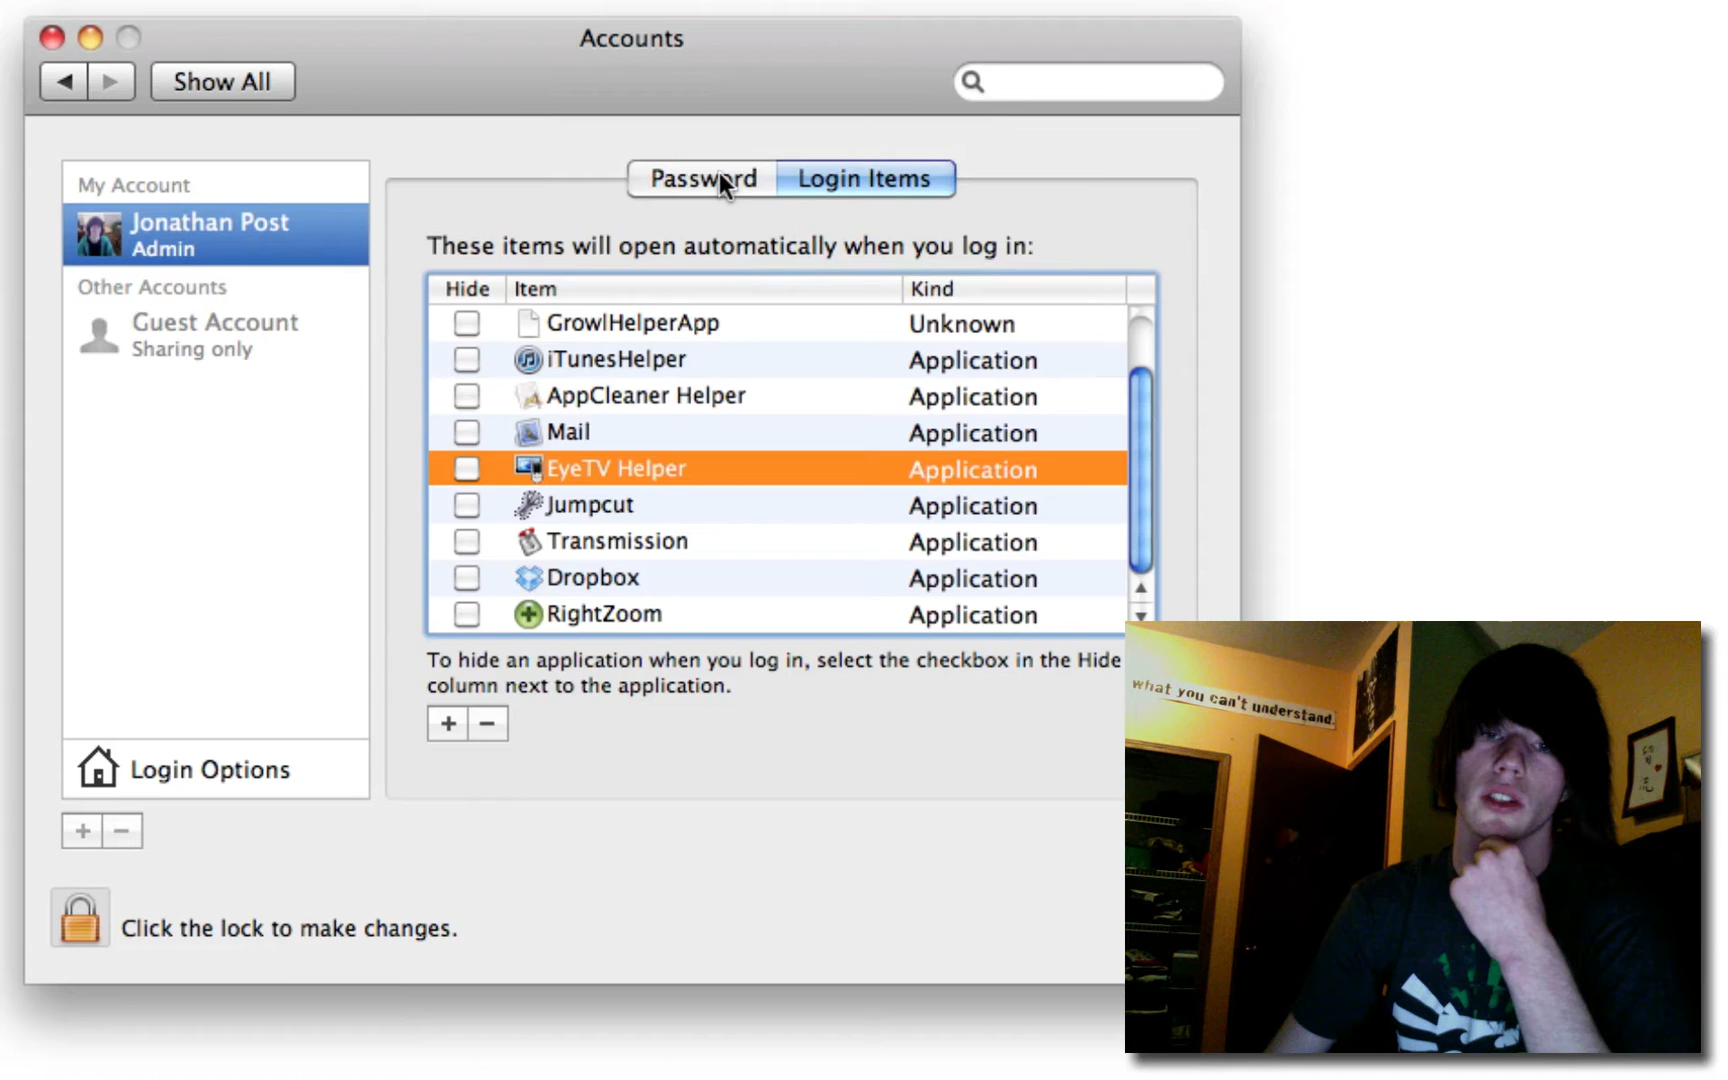 Accounts
Show All
My Account
Jonathan Post
Admin
Other Accounts
Guest Account
Sharing only
Login Options
Click the lock to make changes.
Password
Login Items
These items will open automatically when you log in:
Hide Item Kind
GrowlHelperApp Unknown
iTunesHelper Application
AppCleaner Helper Application
Mail Application
EyeTV Helper Application
Jumpcut Application
Transmission Application
Dropbox Application
RightZoom Application
To hide an application when you log in, select the checkbox in the Hide
column next to the application.
what you can't understand.